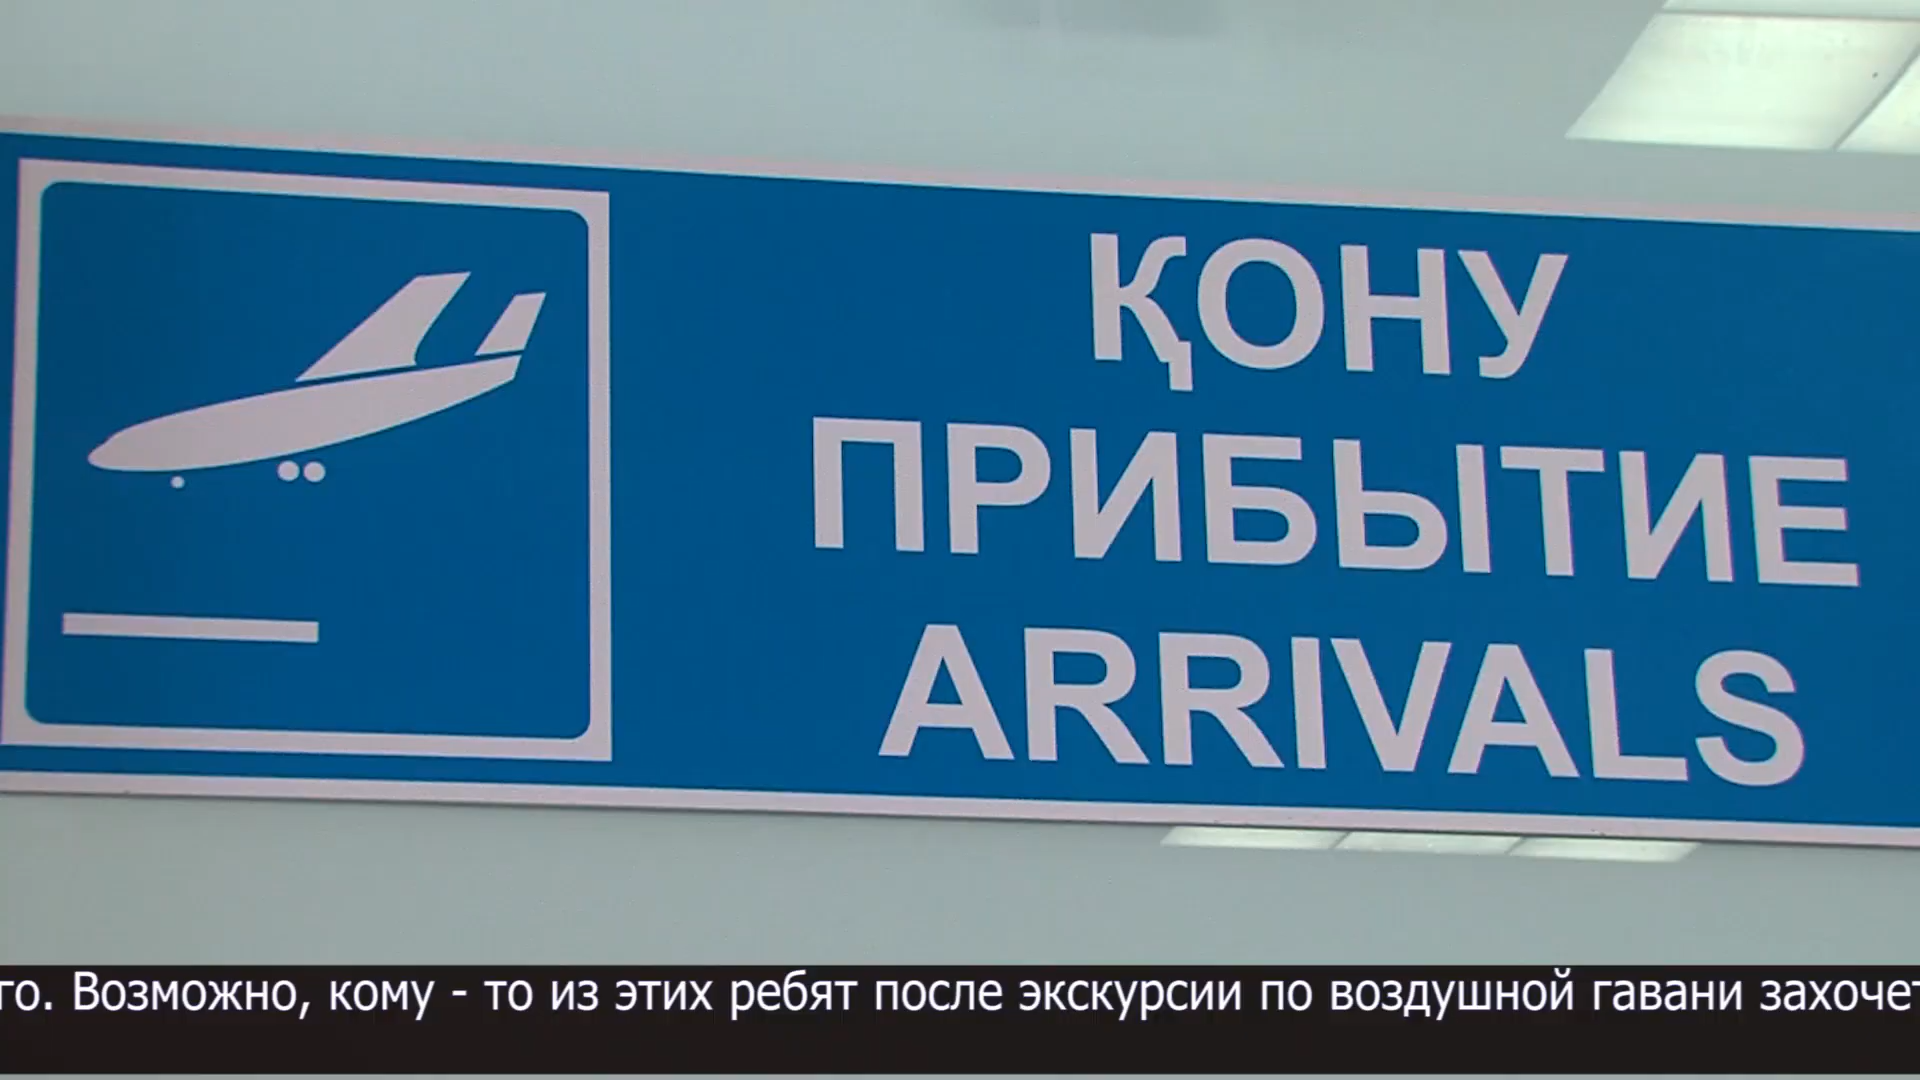 ҚОНУ
ПРИБЫТИЕ
ARRIVALS
го. Возможно, кому - то из этих ребят после экскурсии по воздушной гавани захочет